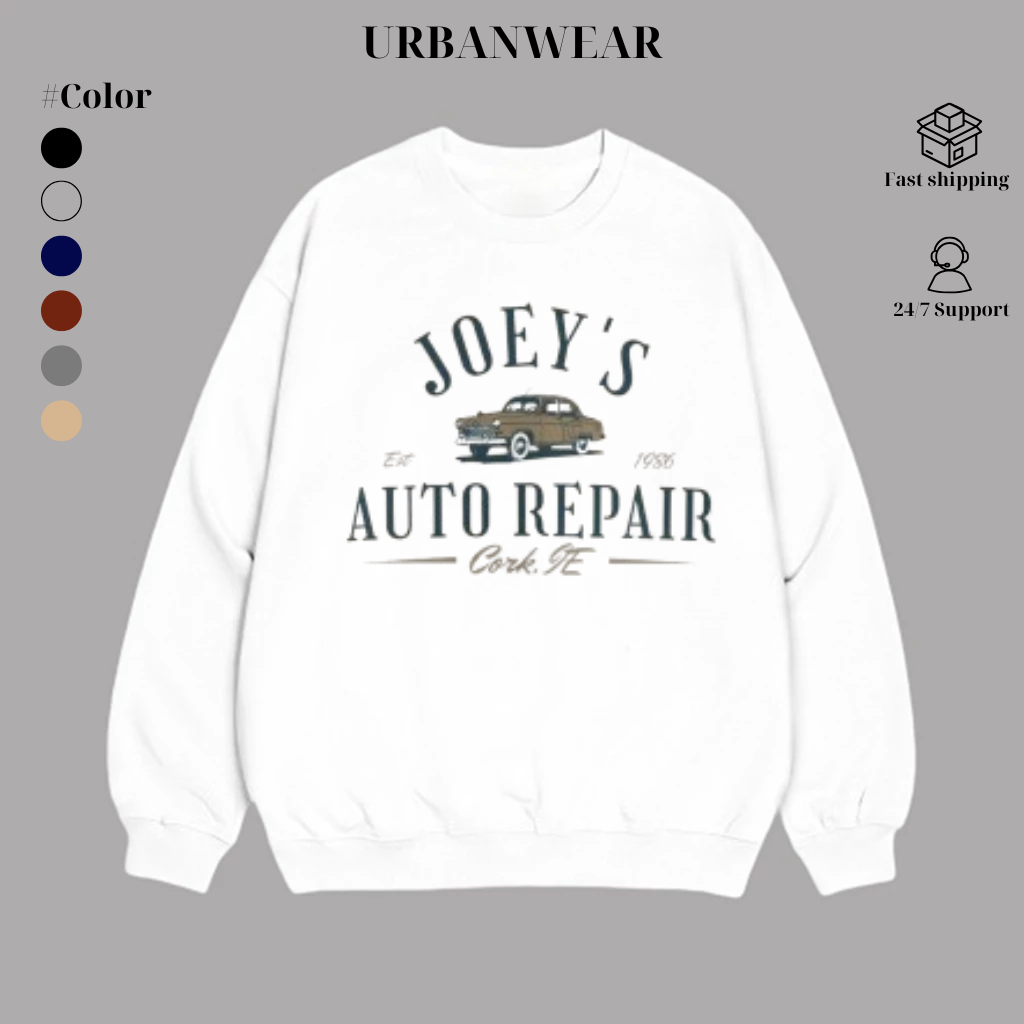 URBANWEAR
#Color
Fast shipping
24/7 Support
JOEY'S
Est 1986
AUTO REPAIR
Cork. IE